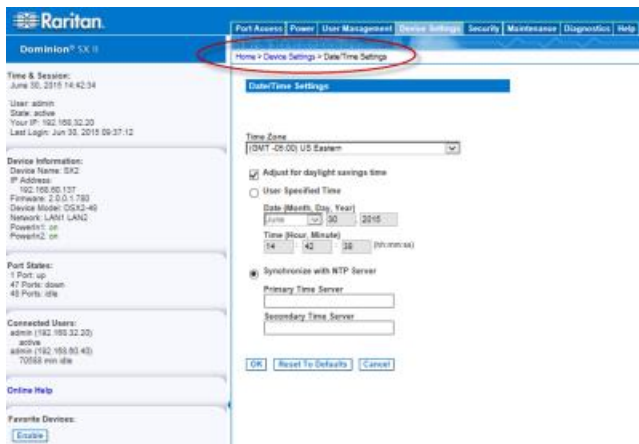 Raritan.
Dominion® SX II
Port Access | Power | User Management | Device Settings | Security | Maintenance | Diagnostics | Help
Home > Device Settings > Date/Time Settings
Time & Session:
June 30, 2015 14:42:34
User: admin
State: active
Your IP: 192.168.32.20
Last Login: Jun 30, 2015 09:37:12
Device Information:
Device Name: SX2
IP Address:
192.168.60.137
Firmware: 2.0.0.1.780
Device Model: DSX2-48
Network: LAN1 LAN2
PowerIn1: on
PowerIn2: on
Port States:
1 Port: up
47 Ports: down
48 Ports: idle
Connected Users:
admin (192.168.32.20)
active
admin (192.168.60.40)
70588 min idle
Online Help
Favorite Devices:
Enable
Date/Time Settings
Time Zone
(GMT -05:00) US Eastern
Adjust for daylight savings time
User Specified Time
Date (Month, Day, Year)
June 30 , 2015
Time (Hour, Minute)
14 : 42 : 38 (hh:mm:ss)
Synchronize with NTP Server
Primary Time Server
Secondary Time Server
OK Reset To Defaults Cancel